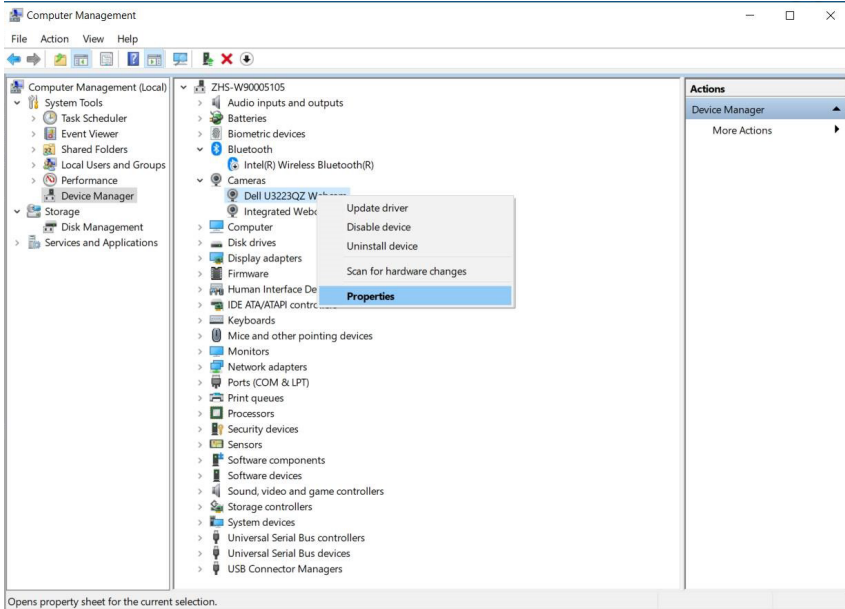 Computer Management
File Action View Help
Computer Management (Local)
System Tools
Task Scheduler
Event Viewer
Shared Folders
Local Users and Groups
Performance
Device Manager
Storage
Disk Management
Services and Applications
ZHS-W90005105
Audio inputs and outputs
Batteries
Biometric devices
Bluetooth
Intel(R) Wireless Bluetooth(R)
Cameras
Dell U3223QZ Webcam
Integrated Webc
Computer
Disk drives
Display adapters
Firmware
Human Interface De
IDE ATA/ATAPI controllers
Keyboards
Mice and other pointing devices
Monitors
Network adapters
Ports (COM & LPT)
Print queues
Processors
Security devices
Sensors
Software components
Software devices
Sound, video and game controllers
Storage controllers
System devices
Universal Serial Bus controllers
Universal Serial Bus devices
USB Connector Managers
Update driver
Disable device
Uninstall device
Scan for hardware changes
Properties
Actions
Device Manager
More Actions
Opens property sheet for the current selection.